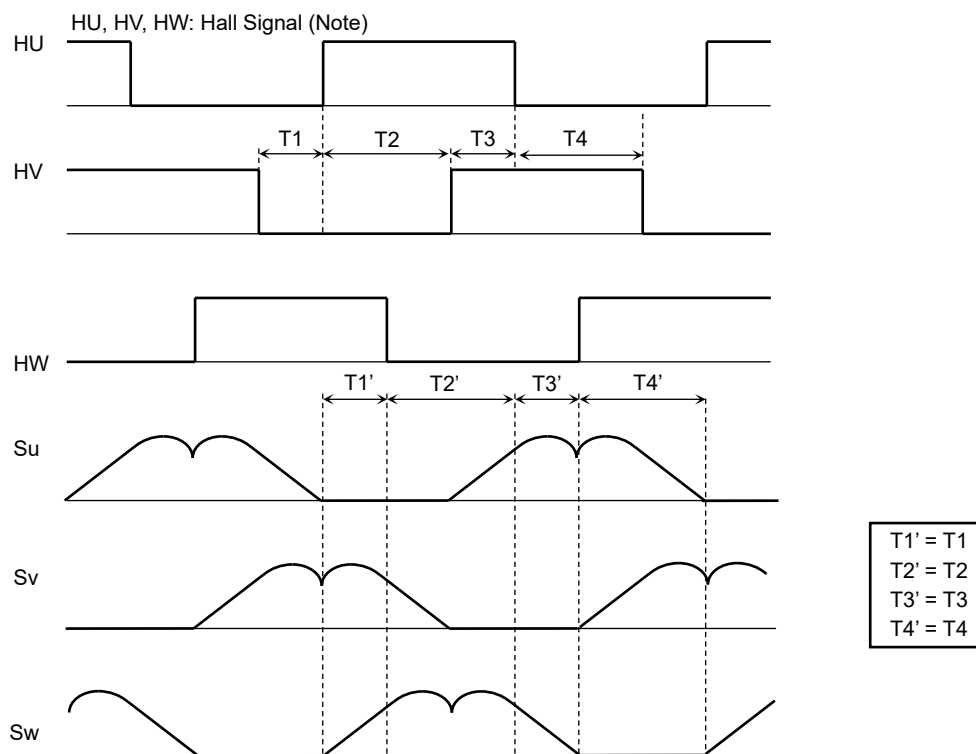 HU, HV, HW: Hall Signal (Note)
HU
T1 T2 T3 T4
HV
HW
T1’ T2’ T3’ T4’
Su
Sv
Sw
T1’ = T1
T2’ = T2
T3’ = T3
T4’ = T4